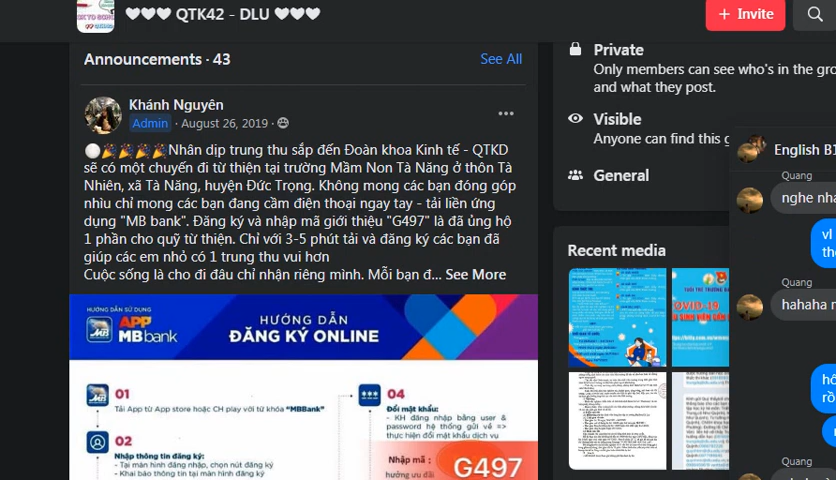 QTK42 - DLU
Invite
Announcements · 43
See All
Khánh Nguyên
Admin · August 26, 2019 ·
Nhân dịp trung thu sắp đến Đoàn khoa Kinh tế - QTKD
sẽ có một chuyến đi từ thiện tại trường Mầm Non Tà Năng ở thôn Tà
Nhiên, xã Tà Năng, huyện Đức Trọng. Không mong các bạn đóng góp
nhìu chỉ mong các bạn đang cầm điện thoại ngay tay - tải liền ứng
dụng "MB bank". Đăng ký và nhập mã giới thiệu "G497" là đã ủng hộ
1 phần cho quỹ từ thiện. Chỉ với 3-5 phút tải và đăng ký các bạn đã
giúp các em nhỏ có 1 trung thu vui hơn
Cuộc sống là cho đi đâu chỉ nhận riêng mình. Mỗi bạn đ... See More
HƯỚNG DẪN SỬ DỤNG
APP
MBbank
HƯỚNG DẪN
ĐĂNG KÝ ONLINE
01
Tải App từ App store hoặc CH play với từ khóa "MBBank"
02
Nhập thông tin đăng ký:
- Tại màn hình đăng nhập, chọn nút đăng ký
- Khai báo thông tin tại màn hình đăng ký
04
Đổi mật khẩu:
- KH đăng nhập bằng user &
password hệ thống gửi về =>
thực hiện đổi mật khẩu dịch vụ
Nhập mã :
G497
hưởng ưu đãi
Private
Only members can see who's in the gro
and what they post.
Visible
Anyone can find this g
General
Recent media
COVID-19
English B1
Quang
nghe nha
vl
Quang
hahaha
hô
rồ
Quang